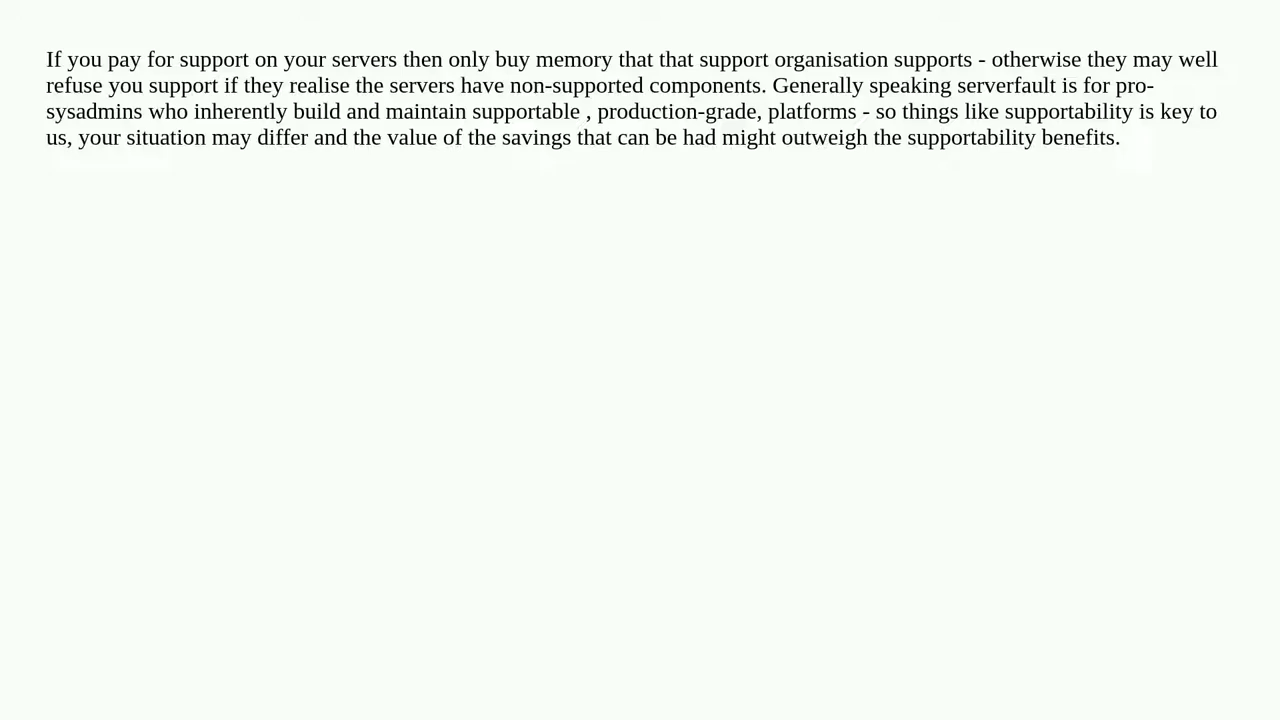 If you pay for support on your servers then only buy memory that that support organisation supports - otherwise they may well
refuse you support if they realise the servers have non-supported components. Generally speaking serverfault is for pro-
sysadmins who inherently build and maintain supportable , production-grade, platforms - so things like supportability is key to
us, your situation may differ and the value of the savings that can be had might outweigh the supportability benefits.